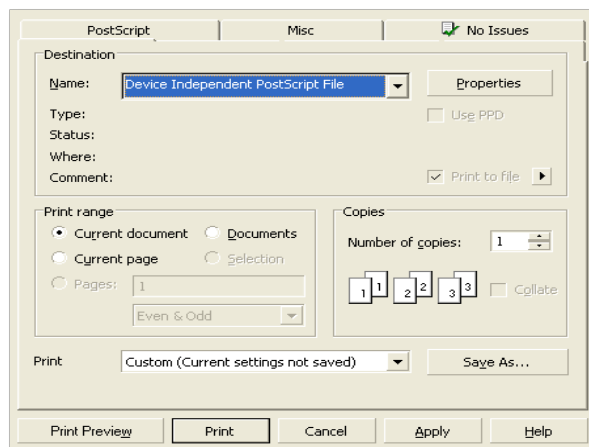 PostScript Misc No Issues
Destination
Name: Device Independent PostScript File Properties
Type: Use PPD
Status:
Where:
Comment: Print to file
Print range Copies
Current document Documents Number of copies: 1
Current page Selection
Pages: 1 1 1 2 2 3 3 Collate
Even & Odd
Print Custom (Current settings not saved) Save As...
Print Preview Print Cancel Apply Help